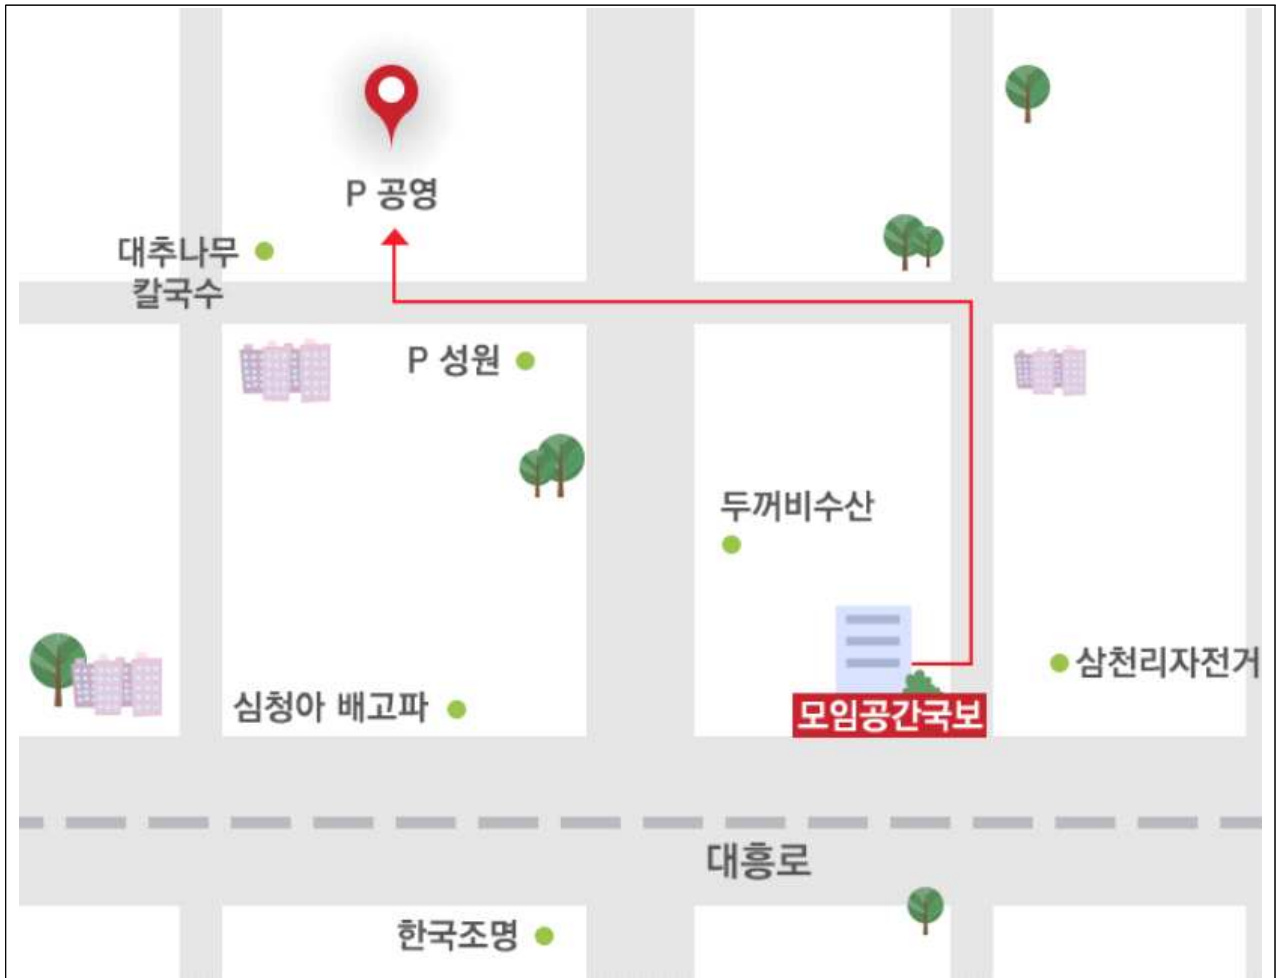 P 공영
대추나무
칼국수
P 성원
두꺼비수산
삼천리자전거
심청아 배고파
모임공간국보
대흥로
한국조명